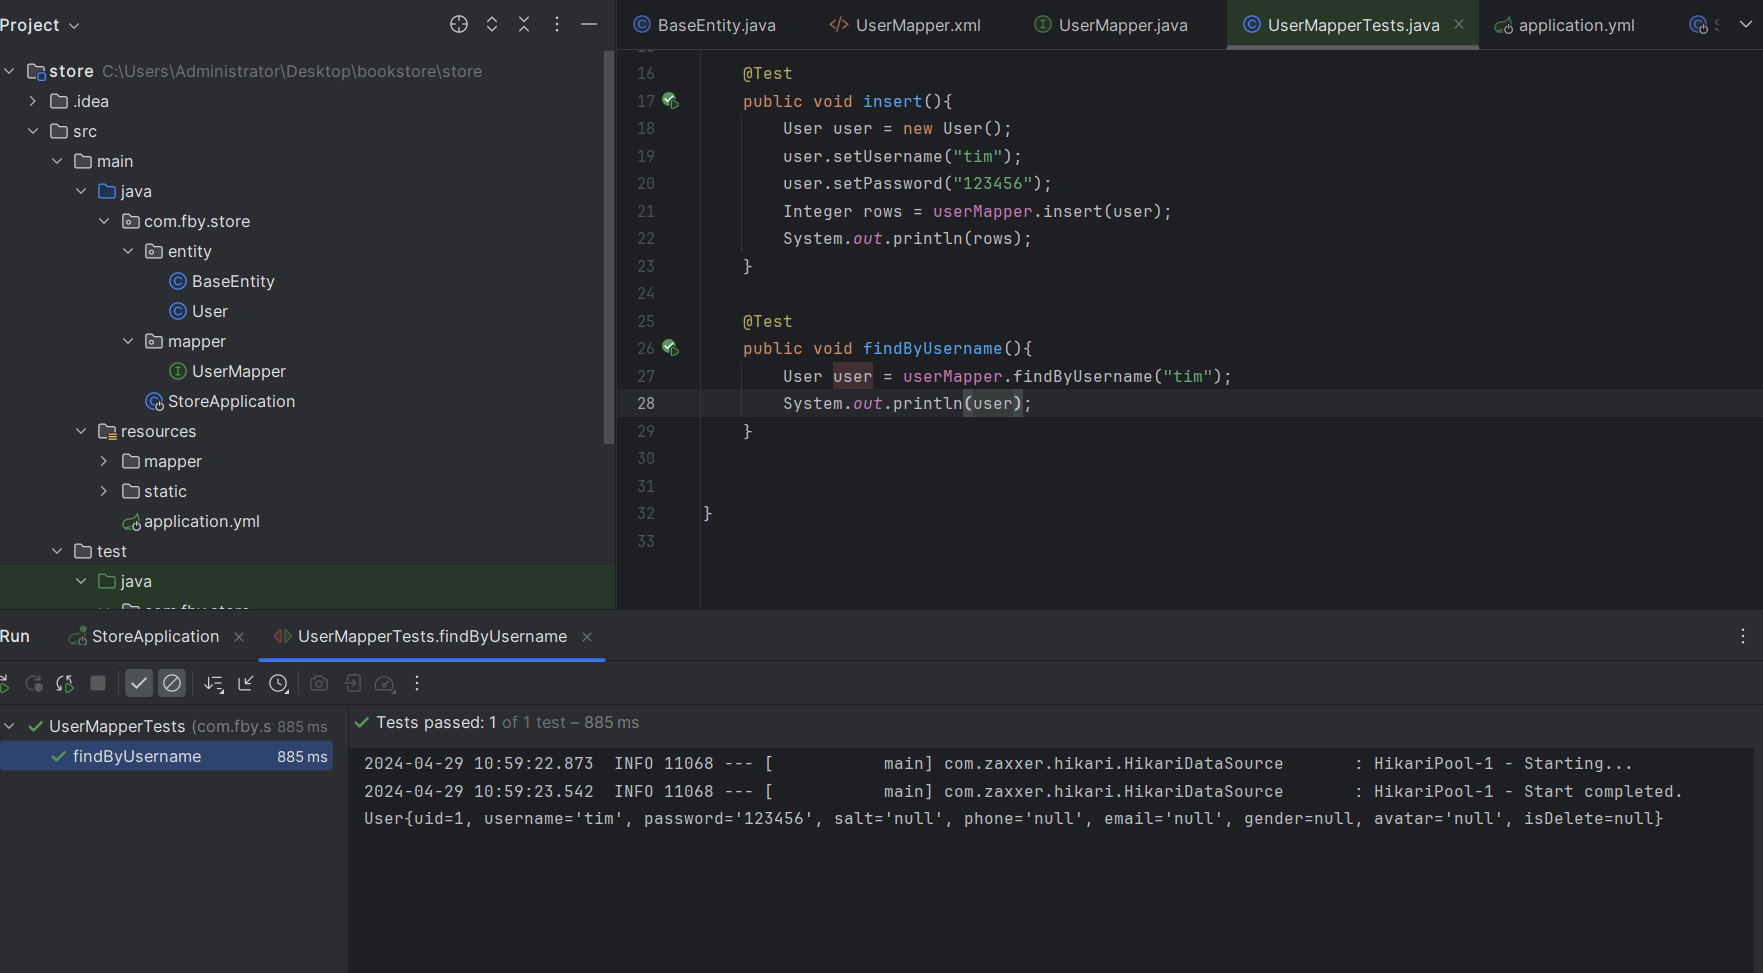 Project
store C:\Users\Administrator\Desktop\bookstore\store
.idea
src
main
java
com.fby.store
entity
BaseEntity
User
mapper
UserMapper
StoreApplication
resources
mapper
static
application.yml
test
java
BaseEntity.java
UserMapper.xml
UserMapper.java
UserMapperTests.java
application.yml
16 @Test
17 public void insert(){
18 User user = new User();
19 user.setUsername("tim");
20 user.setPassword("123456");
21 Integer rows = userMapper.insert(user);
22 System.out.println(rows);
23 }
24
25 @Test
26 public void findByUsername(){
27 User user = userMapper.findByUsername("tim");
28 System.out.println(user);
29 }
30
31
32 }
33
Run
StoreApplication
UserMapperTests.findByUsername
UserMapperTests (com.fby.s 885 ms
findByUsername 885 ms
Tests passed: 1 of 1 test – 885 ms
2024-04-29 10:59:22.873  INFO 11068 --- [           main] com.zaxxer.hikari.HikariDataSource       : HikariPool-1 - Starting...
2024-04-29 10:59:23.542  INFO 11068 --- [           main] com.zaxxer.hikari.HikariDataSource       : HikariPool-1 - Start completed.
User{uid=1, username='tim', password='123456', salt='null', phone='null', email='null', gender=null, avatar='null', isDelete=null}